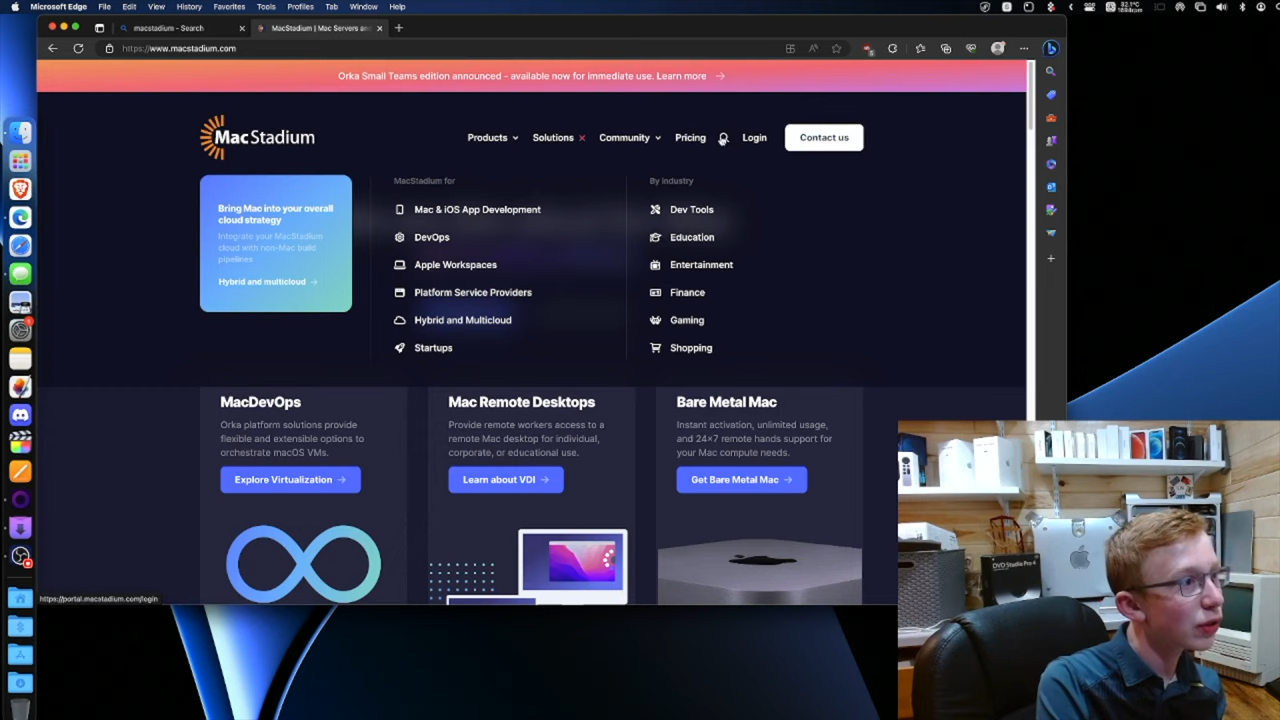 Microsoft Edge File Edit View History Favorites Tools Profiles Tab Window Help
macstadium - Search
MacStadium | Mac Servers an
https://www.macstadium.com
Orka Small Teams edition announced - available now for immediate use. Learn more →
MacStadium
Products
Solutions
Community
Pricing
Login
Contact us
Bring Mac into your overall
cloud strategy
Integrate your MacStadium
cloud with non-Mac build
pipelines
Hybrid and multicloud →
MacStadium for
Mac & iOS App Development
DevOps
Apple Workspaces
Platform Service Providers
Hybrid and Multicloud
Startups
By Industry
Dev Tools
Education
Entertainment
Finance
Gaming
Shopping
MacDevOps
Orka platform solutions provide
flexible and extensible options to
orchestrate macOS VMs.
Explore Virtualization →
Mac Remote Desktops
Provide remote workers access to a
remote Mac desktop for individual,
corporate, or educational use.
Learn about VDI →
Bare Metal Mac
Instant activation, unlimited usage,
and 24×7 remote hands support for
your Mac compute needs.
Get Bare Metal Mac →
https://portal.macstadium.com/login
DVD Studio Pro 4